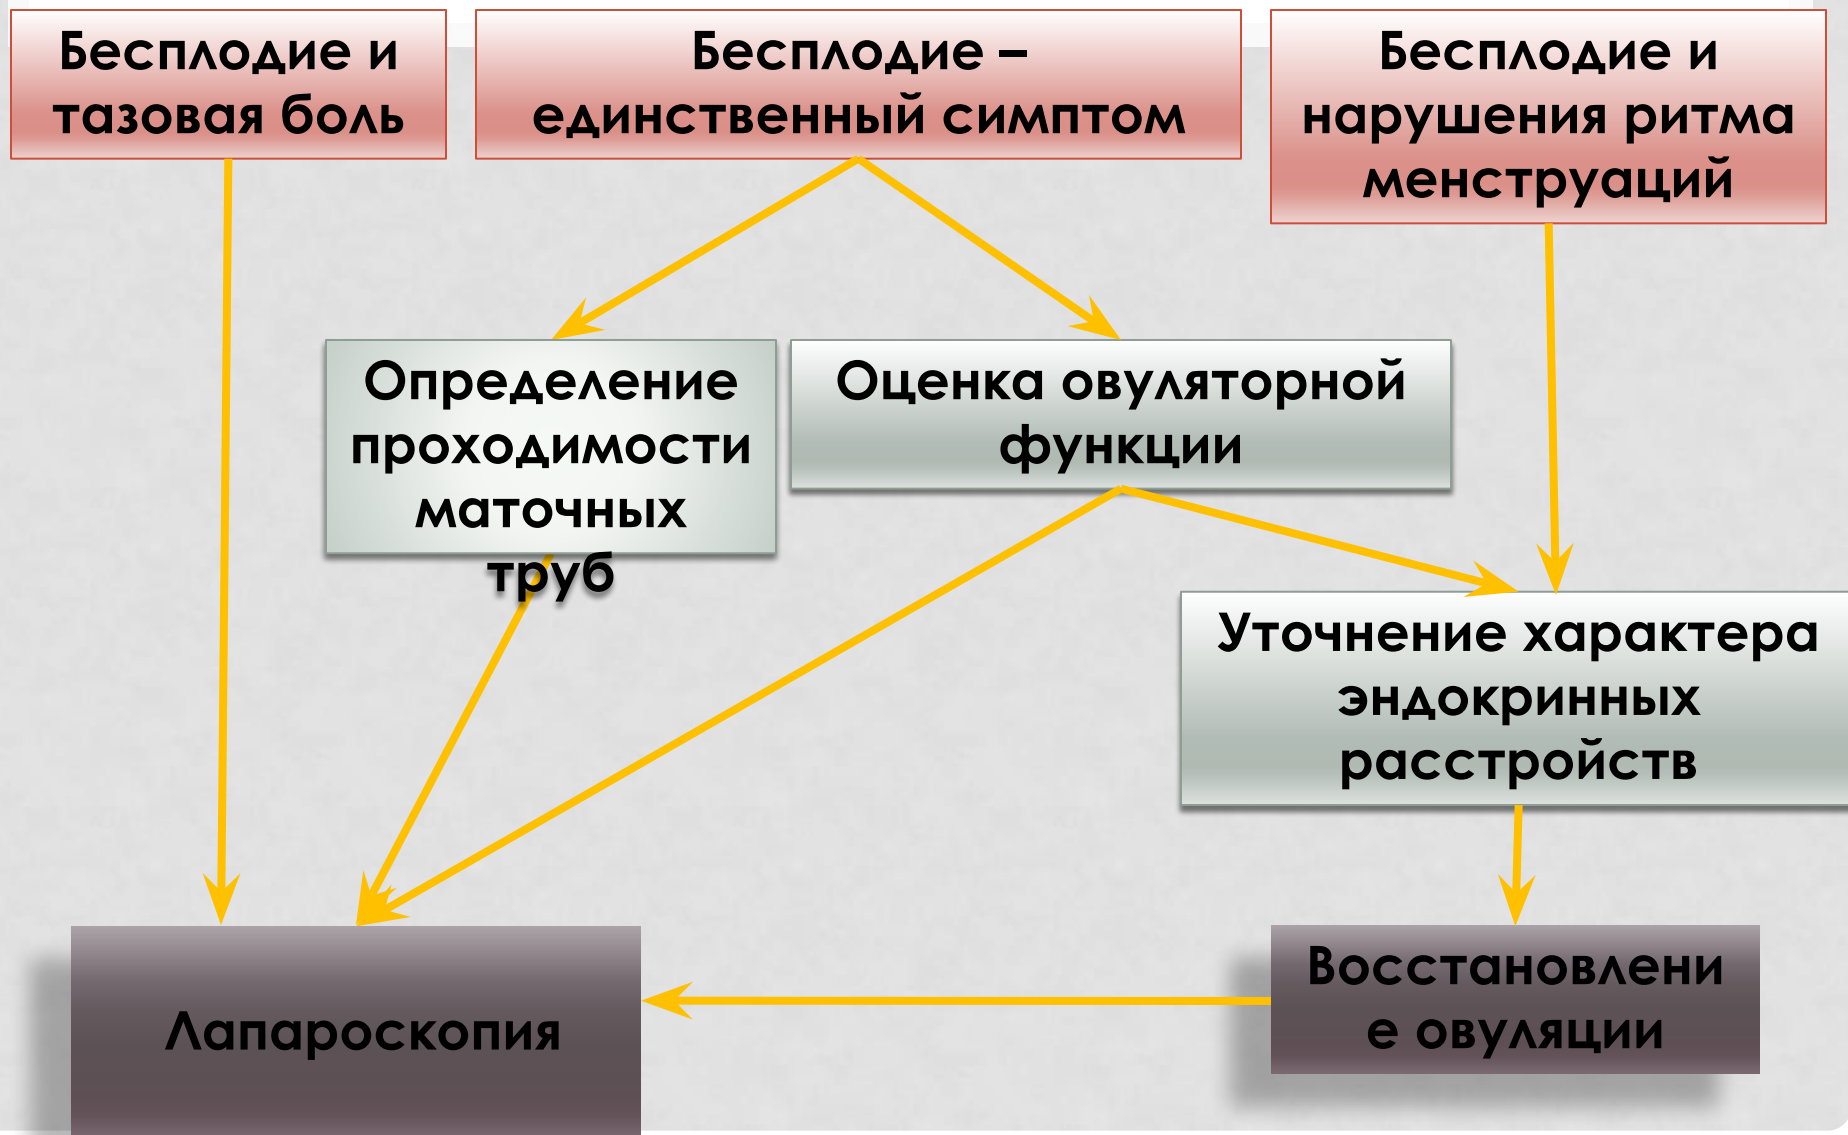 Бесплодие и
тазовая боль
Бесплодие –
единственный симптом
Бесплодие и
нарушения ритма
менструаций
Определение
проходимости
маточных
труб
Оценка овуляторной
функции
Уточнение характера
эндокринных
расстройств
Лапароскопия
Восстановлени
е овуляции